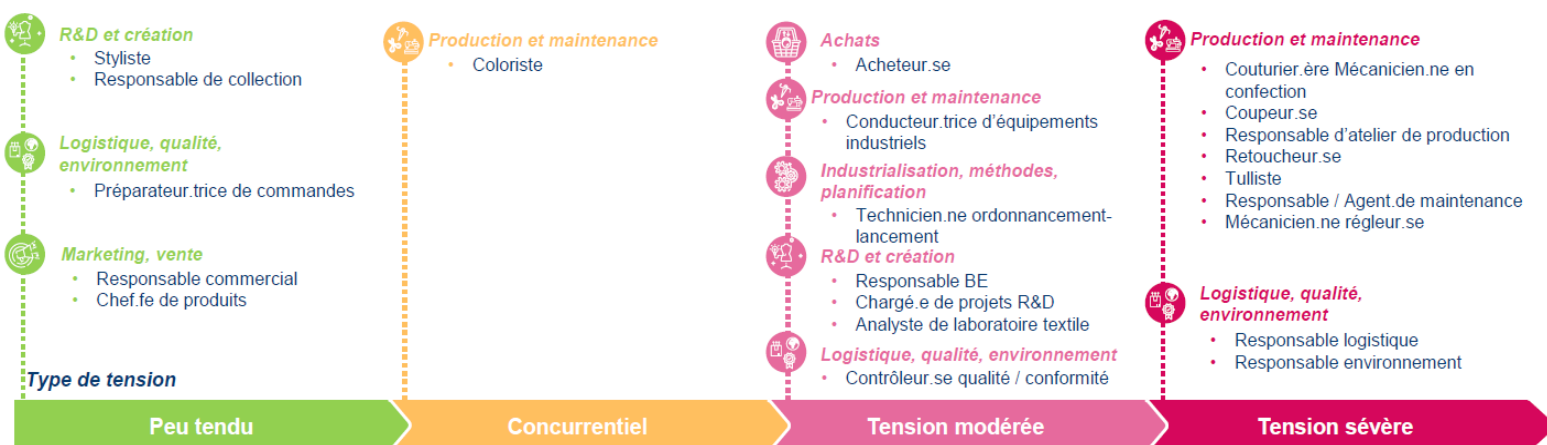 R&D et création
• Styliste
• Responsable de collection
Logistique, qualité,
environnement
• Préparateur.trice de commandes
Marketing, vente
• Responsable commercial
• Chef.fe de produits
Production et maintenance
• Coloriste
Achats
• Acheteur.se
Production et maintenance
• Conducteur.trice d'équipements
industriels
Industrialisation, méthodes,
planification
• Technicien.ne ordonnancement-
lancement
R&D et création
• Responsable BE
• Chargé.e de projets R&D
• Analyste de laboratoire textile
Logistique, qualité, environnement
• Contrôleur.se qualité / conformité
Production et maintenance
• Couturier.ère Mécanicien.ne en
confection
• Coupeur.se
• Responsable d'atelier de production
• Retoucheur.se
• Tulliste
• Responsable / Agent.de maintenance
• Mécanicien.ne régleur.se
Logistique, qualité,
environnement
• Responsable logistique
• Responsable environnement
Type de tension
Peu tendu
Concurrentiel
Tension modérée
Tension sévère